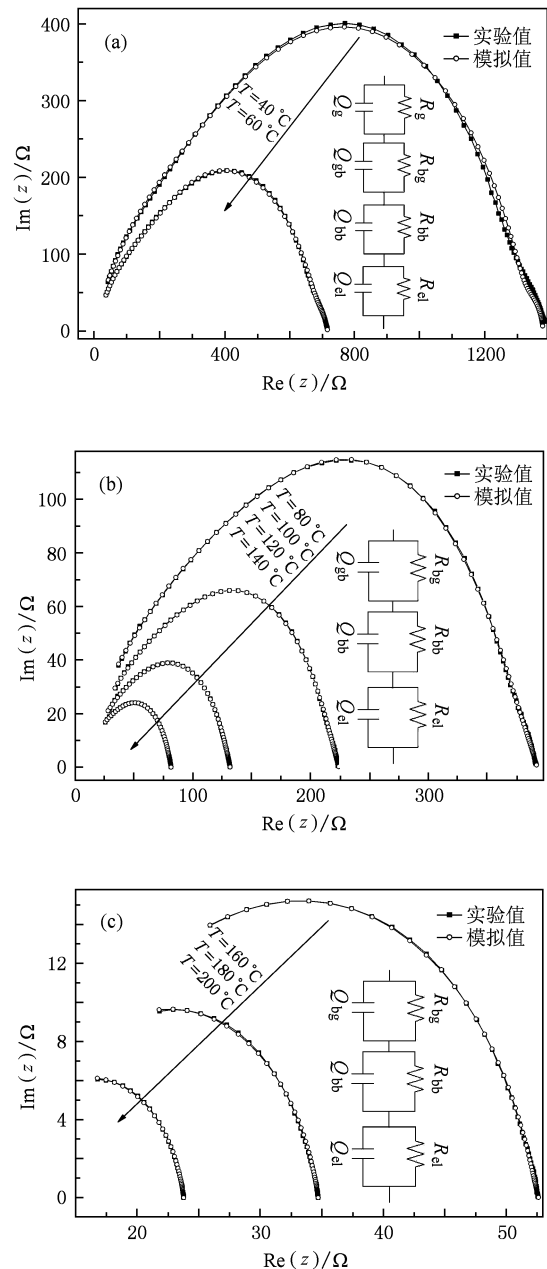 (a)
实验值
模拟值
T=40 ℃
T=60 ℃
Qg
Rg
Qgb
Rbg
Qbb
Rbb
Qel
Rel
400
300
200
100
0
Im(z)/Ω
0
400
800
1200
Re(z)/Ω
(b)
实验值
模拟值
T=80 ℃
T=100 ℃
T=120 ℃
T=140 ℃
Qgb
Rbg
Qbb
Rbb
Qel
Rel
100
80
60
40
20
0
Im(z)/Ω
0
100
200
300
Re(z)/Ω
(c)
实验值
模拟值
T=160 ℃
T=180 ℃
T=200 ℃
Qbg
Rbg
Qbb
Rbb
Qel
Rel
12
8
4
0
Im(z)/Ω
20
30
40
50
Re(z)/Ω